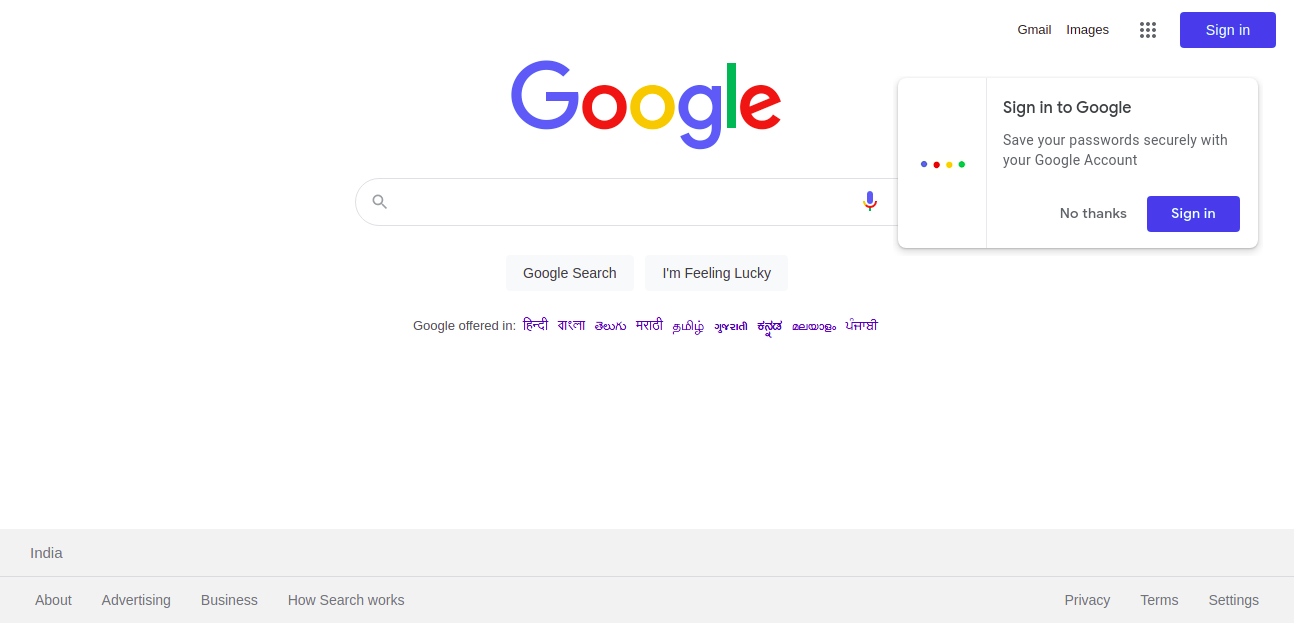 Gmail Images Sign in
Google
Sign in to Google
Save your passwords securely with
your Google Account
No thanks Sign in
Google Search I'm Feeling Lucky
Google offered in: हिन्दी বাংলা తెలుగు मराठी தமிழ் ગુજરાતી ಕನ್ನಡ മലയാളം ਪੰਜਾਬੀ
India
About Advertising Business How Search works Privacy Terms Settings